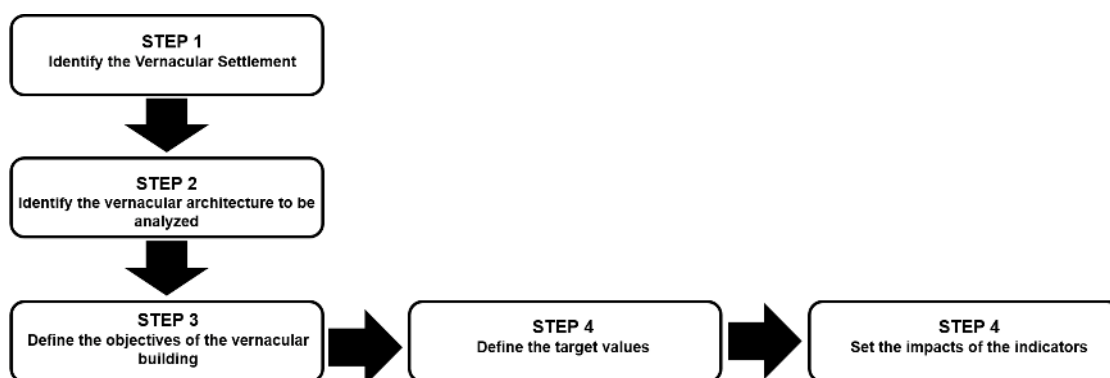 STEP 1
Identify the Vernacular Settlement
STEP 2
Identify the vernacular architecture to be
analyzed
STEP 3
Define the objectives of the vernacular
building
STEP 4
Define the target values
STEP 4
Set the impacts of the indicators